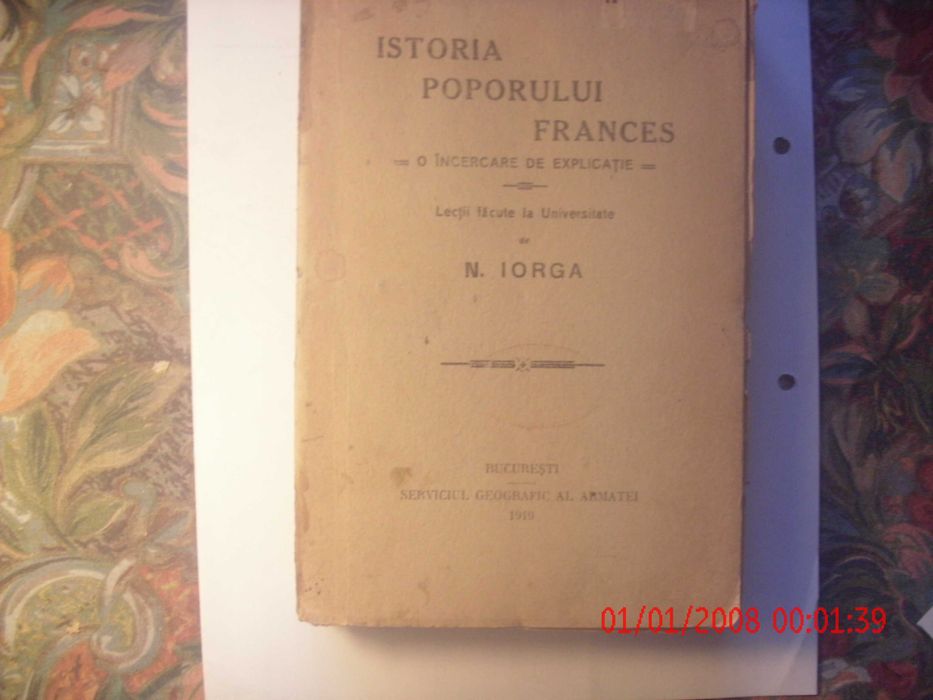 ISTORIA
POPORULUI
FRANCES
= O ÎNCERCARE DE EXPLICAȚIE =
Lecții făcute la Universitate
de
N. IORGA
BUCUREȘTI
SERVICIUL GEOGRAFIC AL ARMATEI
1919
01/01/2008 00:01:39